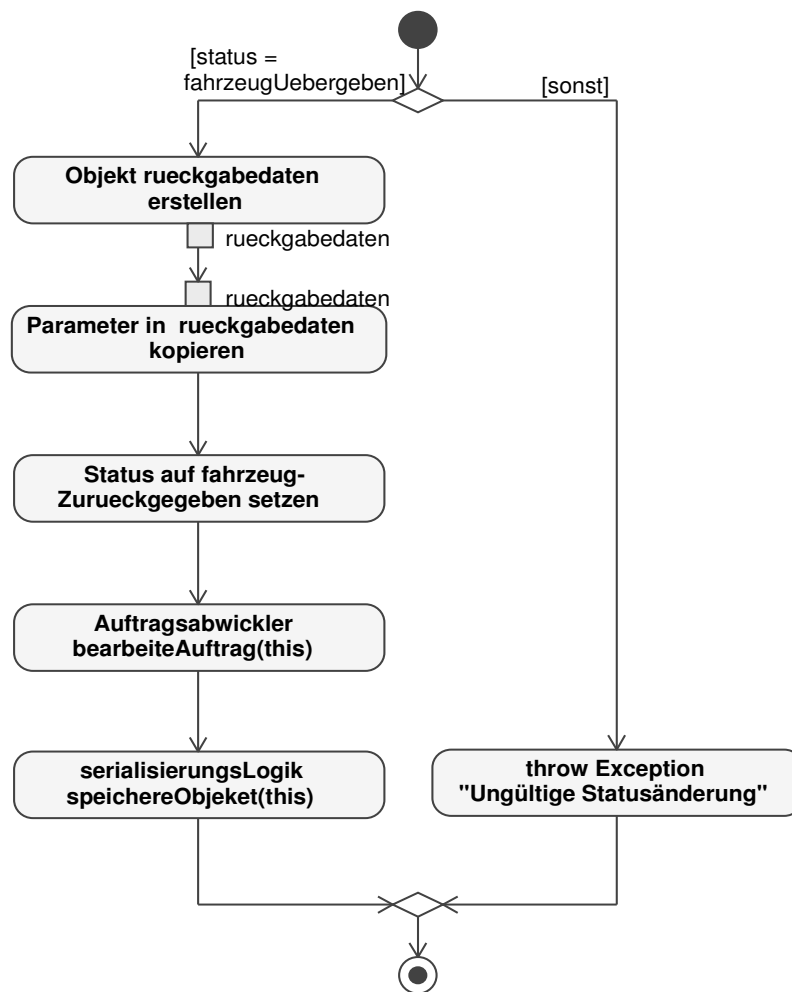 [status =
fahrzeugUebergeben]
[sonst]
Objekt rueckgabedaten
erstellen
rueckgabedaten
rueckgabedaten
Parameter in  rueckgabedaten
kopieren
Status auf fahrzeug-
Zurueckgegeben setzen
Auftragsabwickler
bearbeiteAuftrag(this)
serialisierungsLogik
speichereObjeket(this)
throw Exception
"Ungültige Statusänderung"